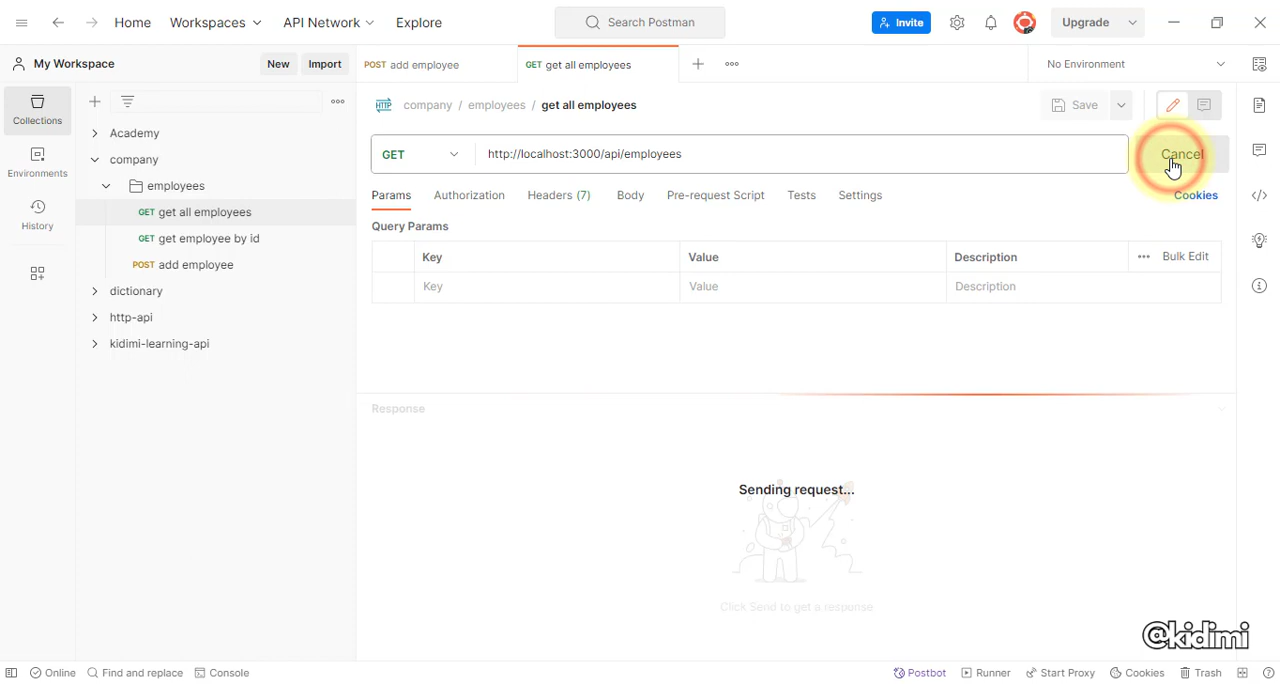 Home Workspaces API Network Explore Search Postman Invite Upgrade
My Workspace New Import POST add employee GET get all employees No Environment
Collections
Environments
History
Academy
company
employees
GET get all employees
GET get employee by id
POST add employee
dictionary
http-api
kidimi-learning-api
HTTP company / employees / get all employees Save
GET http://localhost:3000/api/employees Cancel
Params Authorization Headers (7) Body Pre-request Script Tests Settings Cookies
Query Params
Key Value Description Bulk Edit
Key Value Description
Response
Sending request...
Click Send to get a response
@kidimi
Online Find and replace Console Postbot Runner Start Proxy Cookies Trash